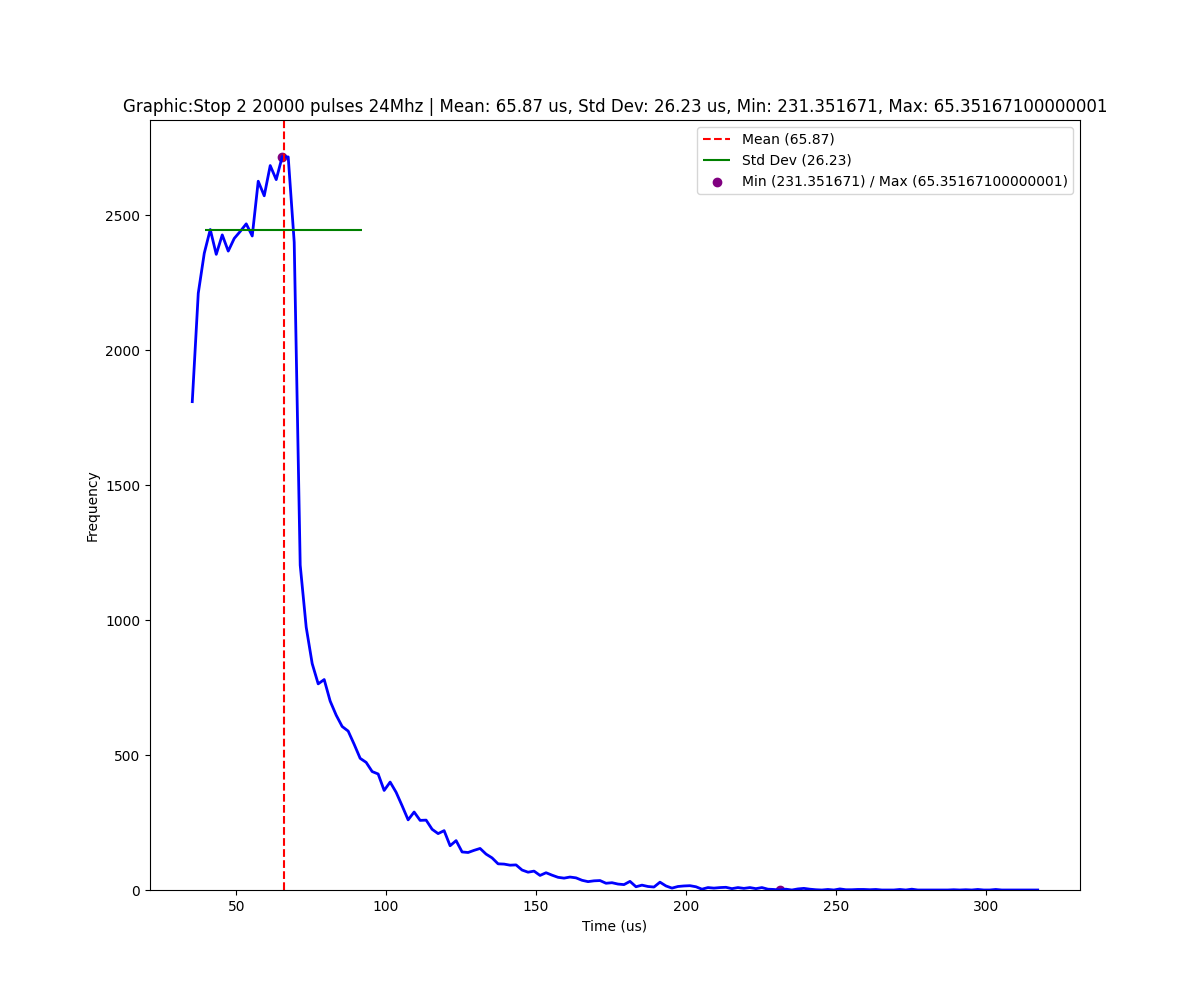 Graphic:Stop 2 20000 pulses 24Mhz | Mean: 65.87 us, Std Dev: 26.23 us, Min: 231.351671, Max: 65.35167100000001
Mean (65.87)
Std Dev (26.23)
Min (231.351671) / Max (65.35167100000001)
2500
2000
1500
1000
500
0
Frequency
50 100 150 200 250 300
Time (us)